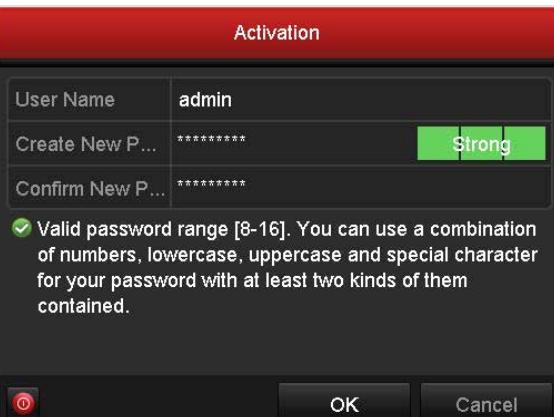 Activation
User Name admin
Create New P... ********* Strong
Confirm New P... *********
Valid password range [8-16]. You can use a combination
of numbers, lowercase, uppercase and special character
for your password with at least two kinds of them
contained.
OK Cancel